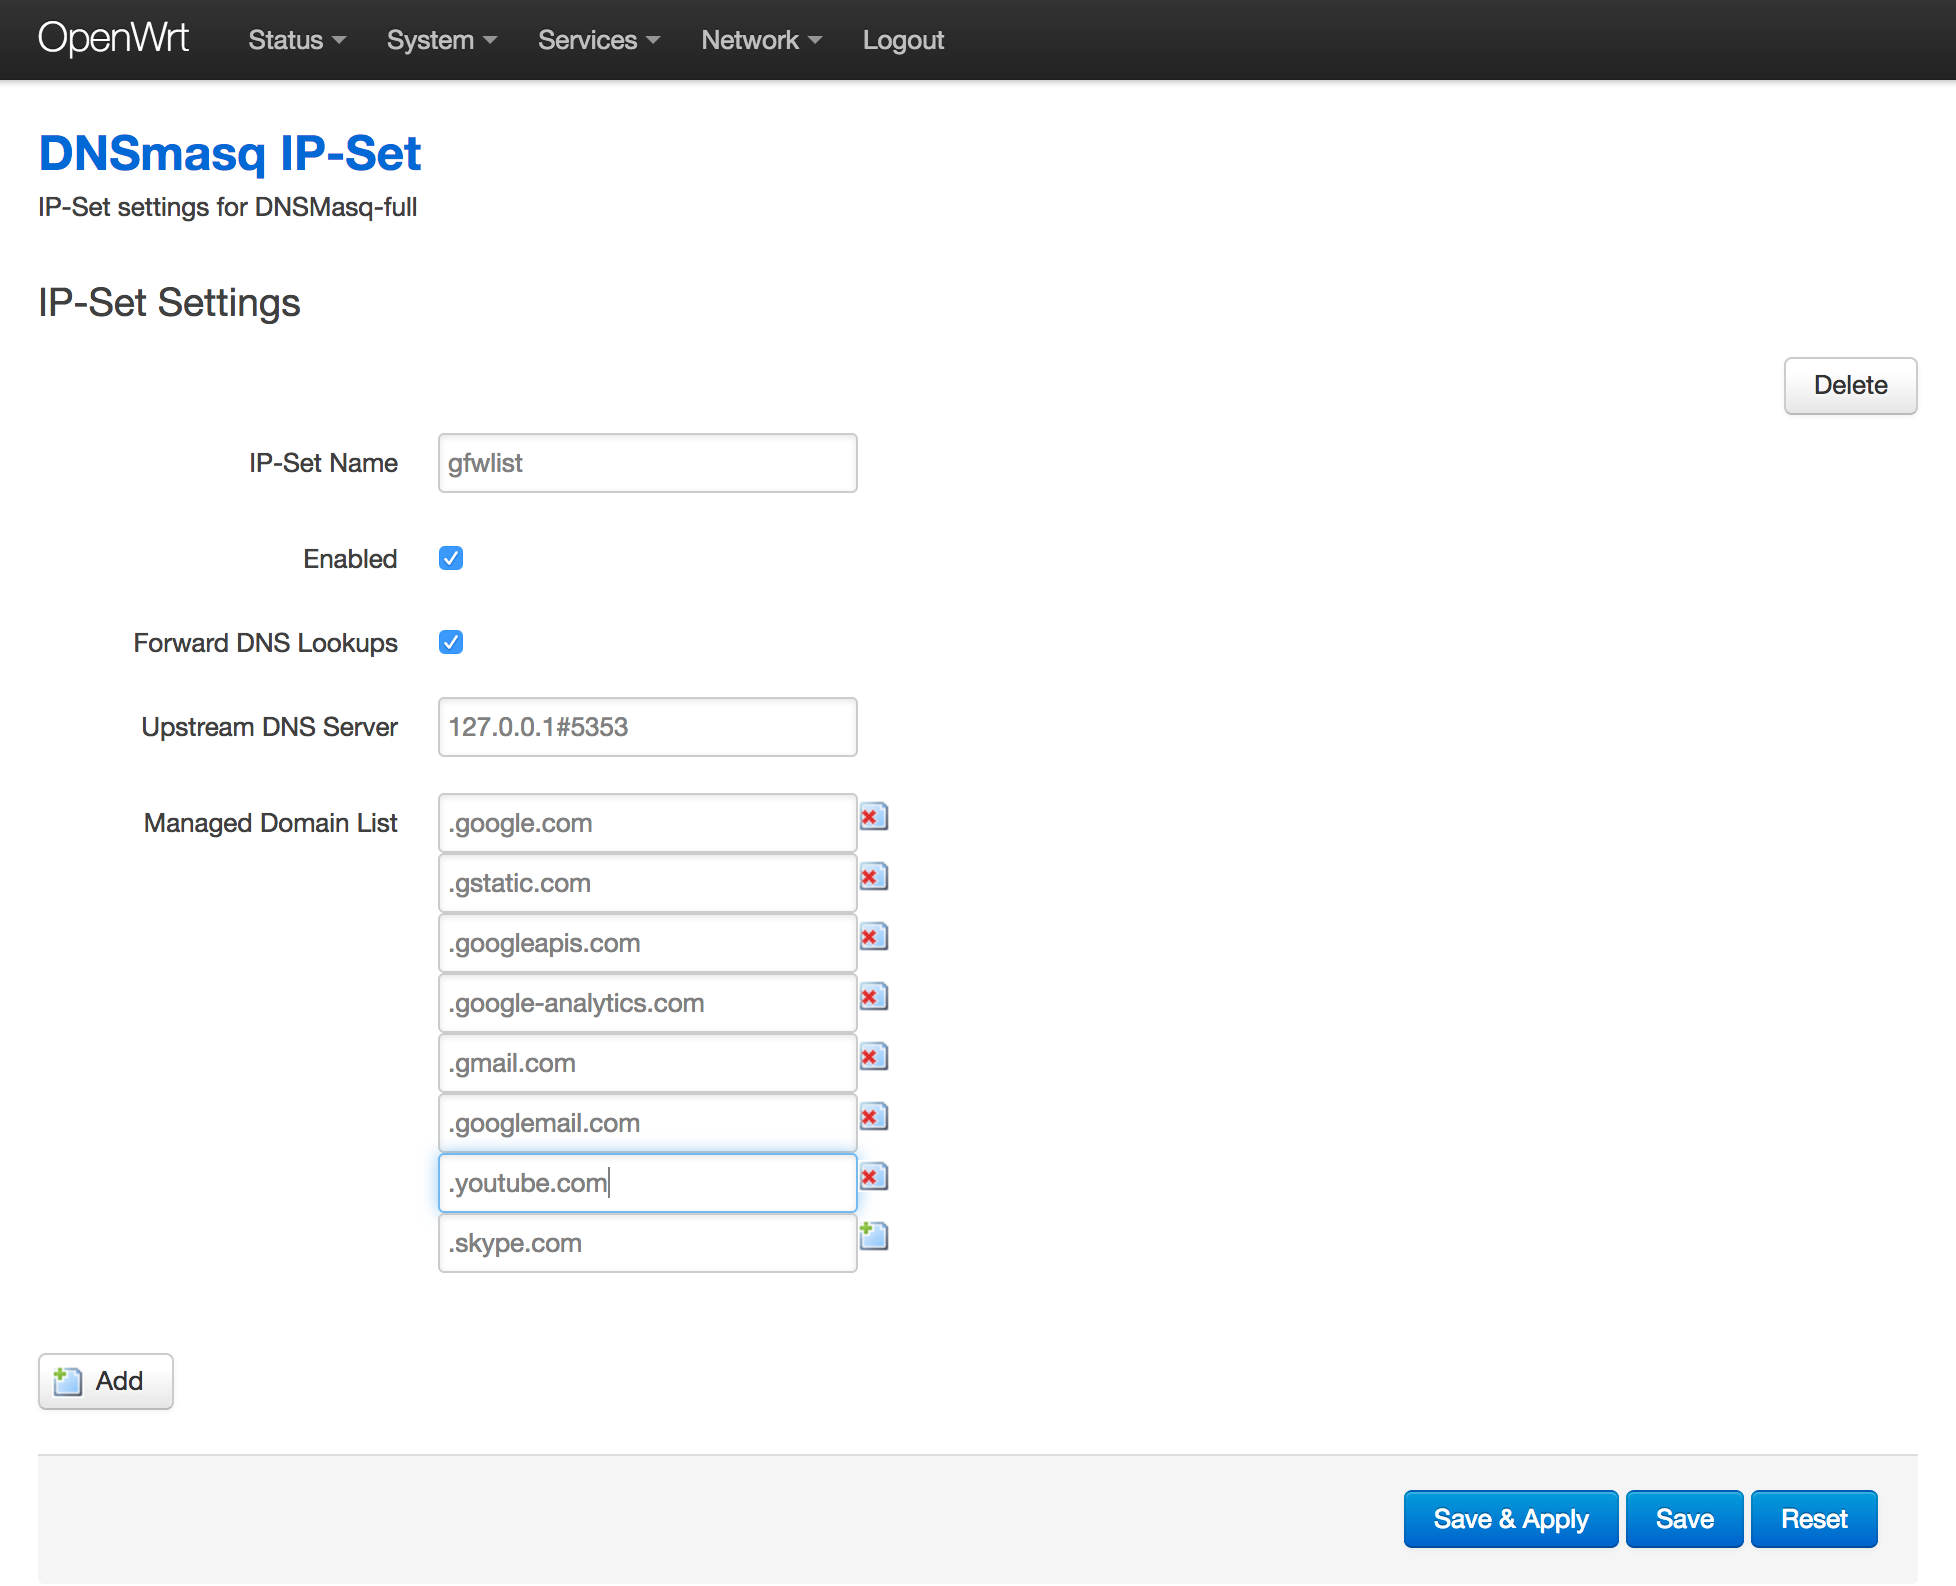 OpenWrt Status System Services Network Logout
DNSmasq IP-Set
IP-Set settings for DNSMasq-full
IP-Set Settings
Delete
IP-Set Name gfwlist
Enabled
Forward DNS Lookups
Upstream DNS Server 127.0.0.1#5353
Managed Domain List .google.com
.gstatic.com
.googleapis.com
.google-analytics.com
.gmail.com
.googlemail.com
.youtube.com
.skype.com
Add
Save & Apply Save Reset